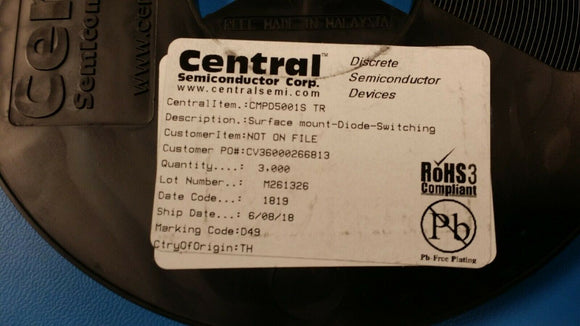 REEL MADE IN MALAYSIA
Cen
Semicon
www.ce
Central™
Semiconductor Corp.
www.centralsemi.com
Discrete
Semiconductor
Devices
CentralItem.:CMPD5001S TR
Description.:Surface mount-Diode-Switching
CustomerItem:NOT ON FILE
Customer PO#:CV36000266813
Quantity....: 3,000
Lot Number..: M261326
Date Code...: 1819
Ship Date...: 6/08/18
Marking Code:D49
CtryOfOrigin:TH
RoHS3
Compliant
Pb
Pb-Free Plating